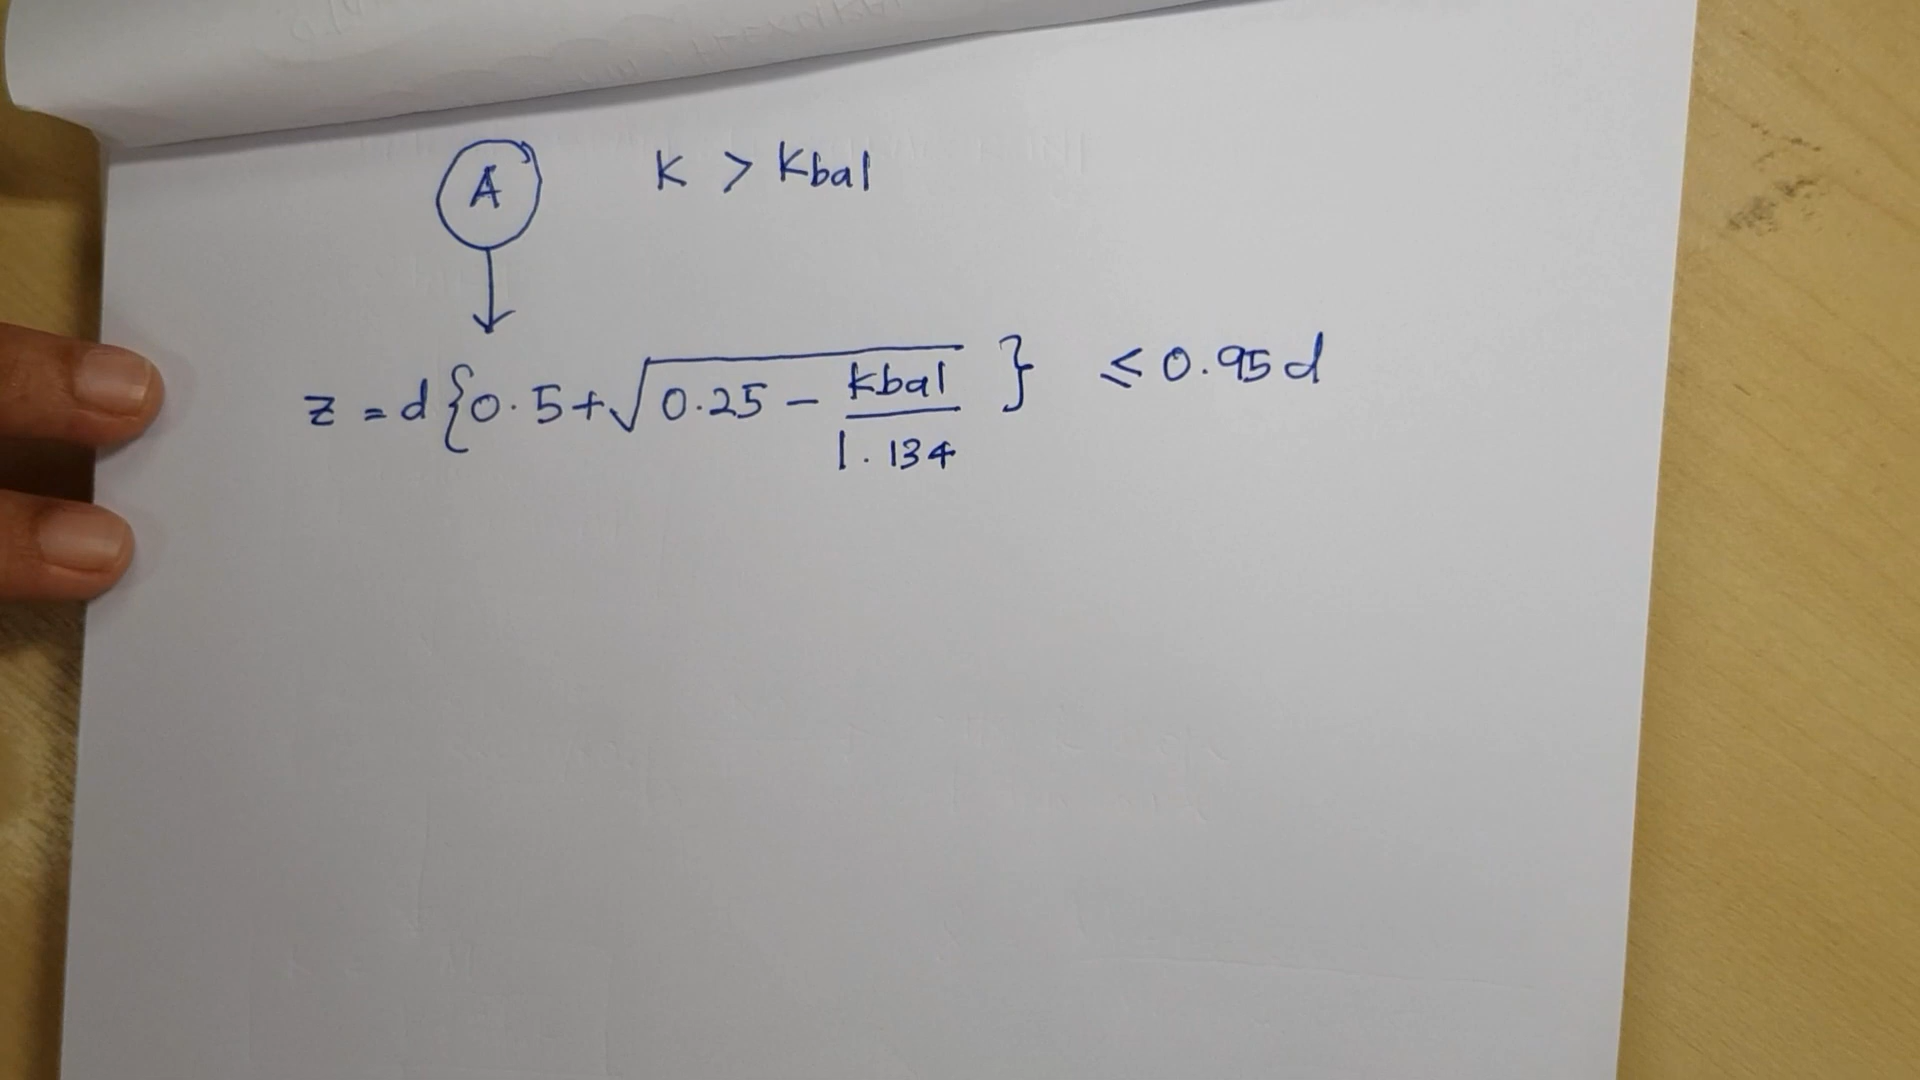 A K > Kbal
z = d{0.5+√0.25 - kbal/1.134} ≤ 0.95d